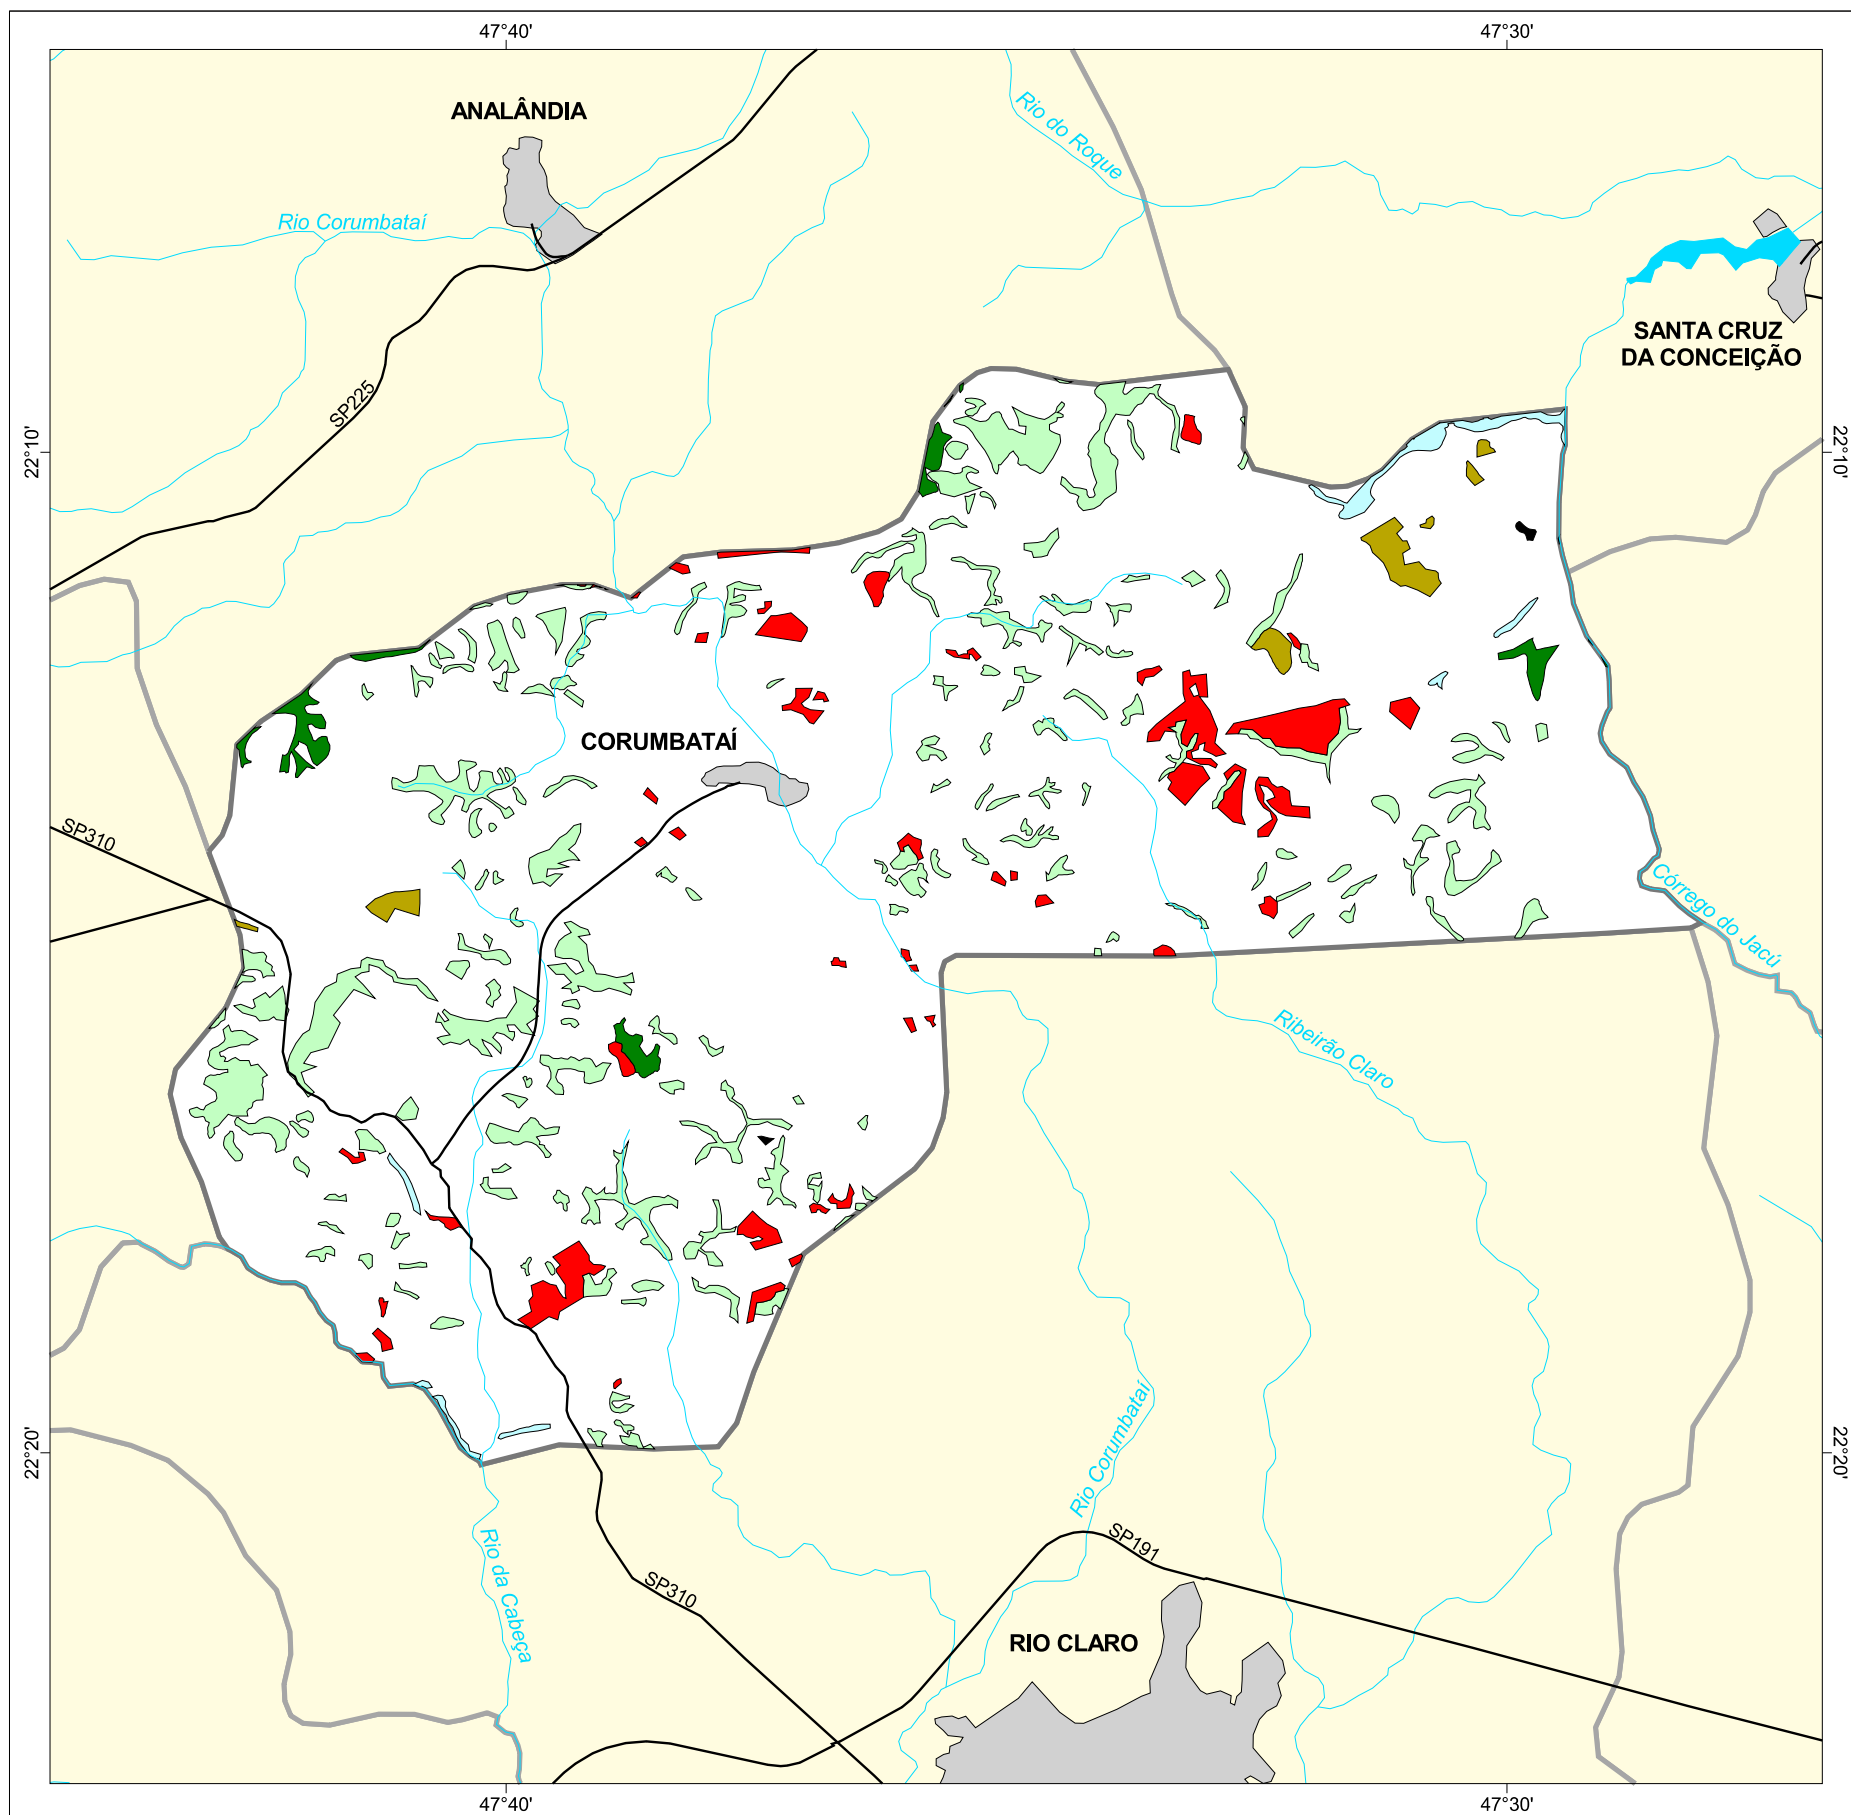 47°40'
47°30'
ANALÂNDIA
Rio do Roque
Rio Corumbataí
SANTA CRUZ
DA CONCEIÇÃO
SP225
22°10'
22°10'
CORUMBATAÍ
SP310
Córrego do Jacú
Ribeirão Claro
Rio Corumbataí
22°20'
22°20'
SP191
Rio da Cabeça
SP310
RIO CLARO
47°40'
47°30'